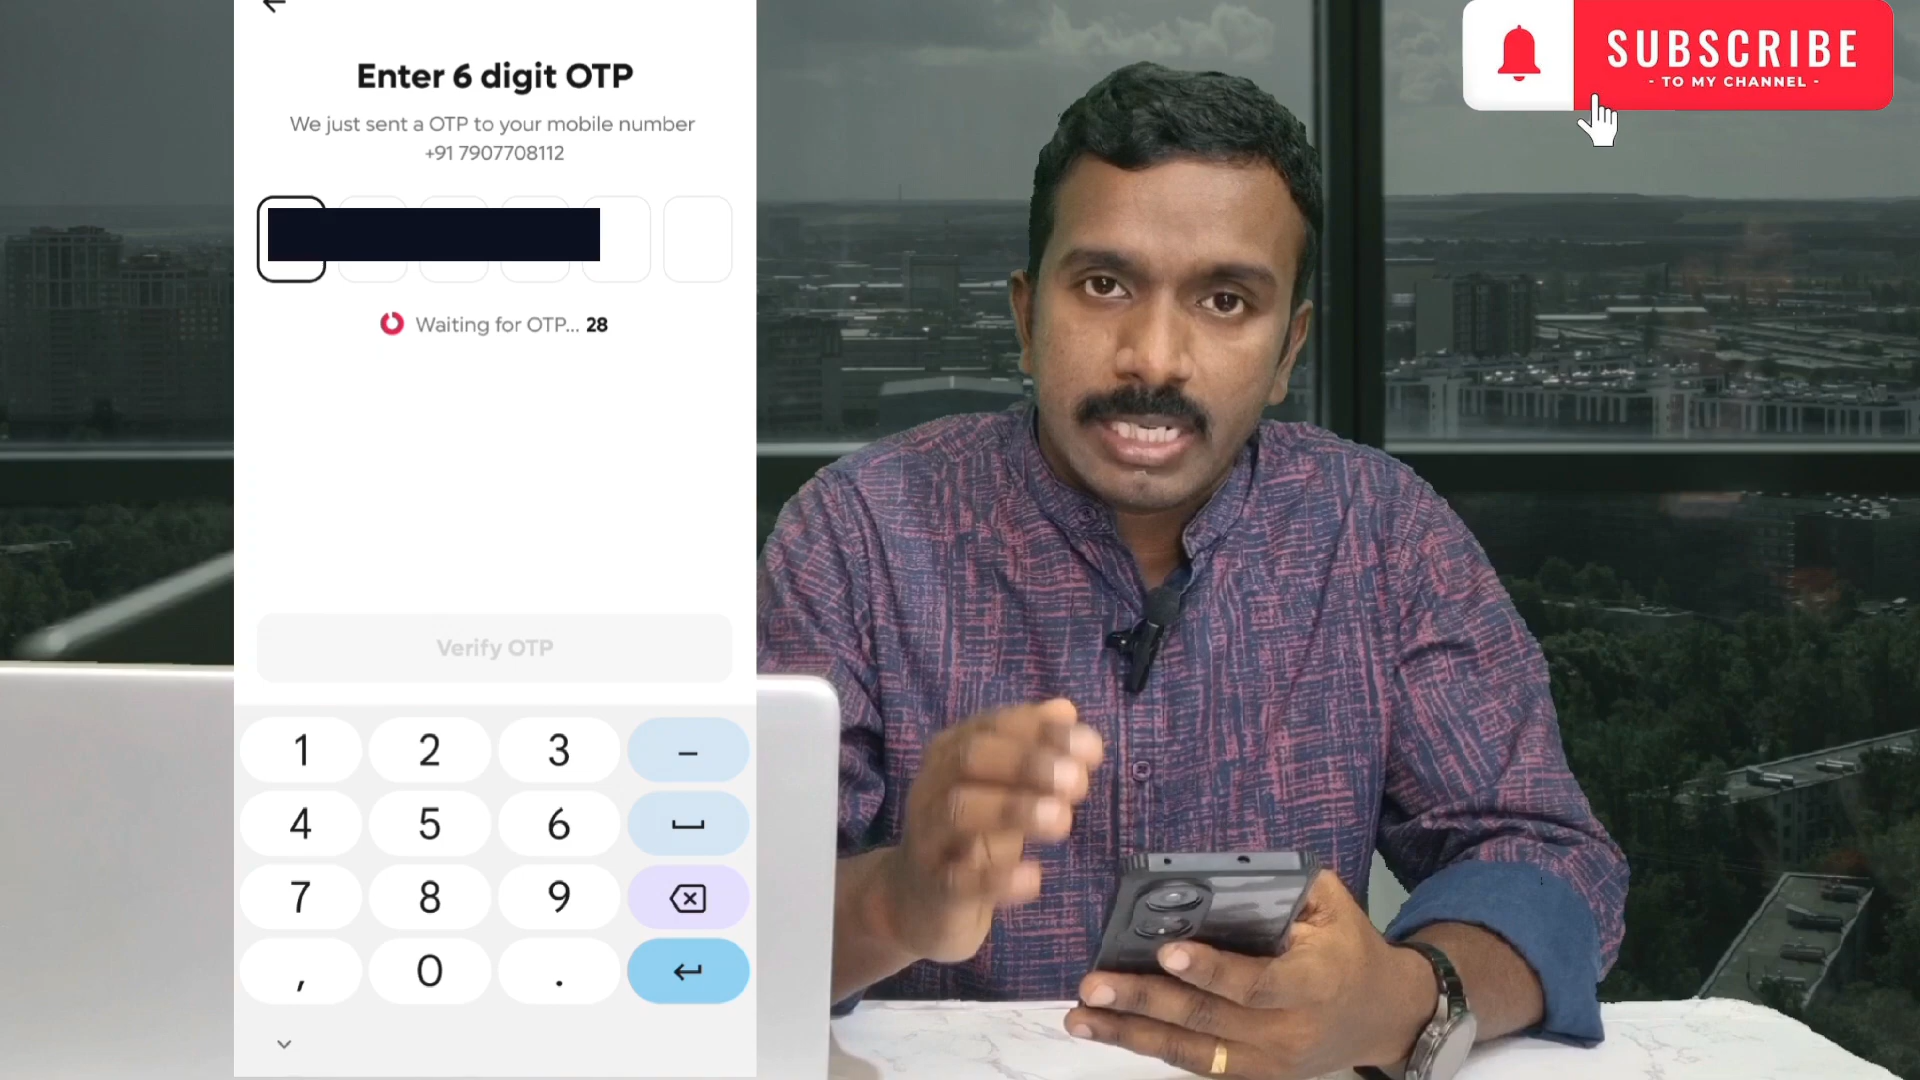 Enter 6 digit OTP
We just sent a OTP to your mobile number
+91 7907708112
Waiting for OTP... 28
Verify OTP
1 2 3 –
4 5 6
7 8 9
, 0 .
SUBSCRIBE
- TO MY CHANNEL -